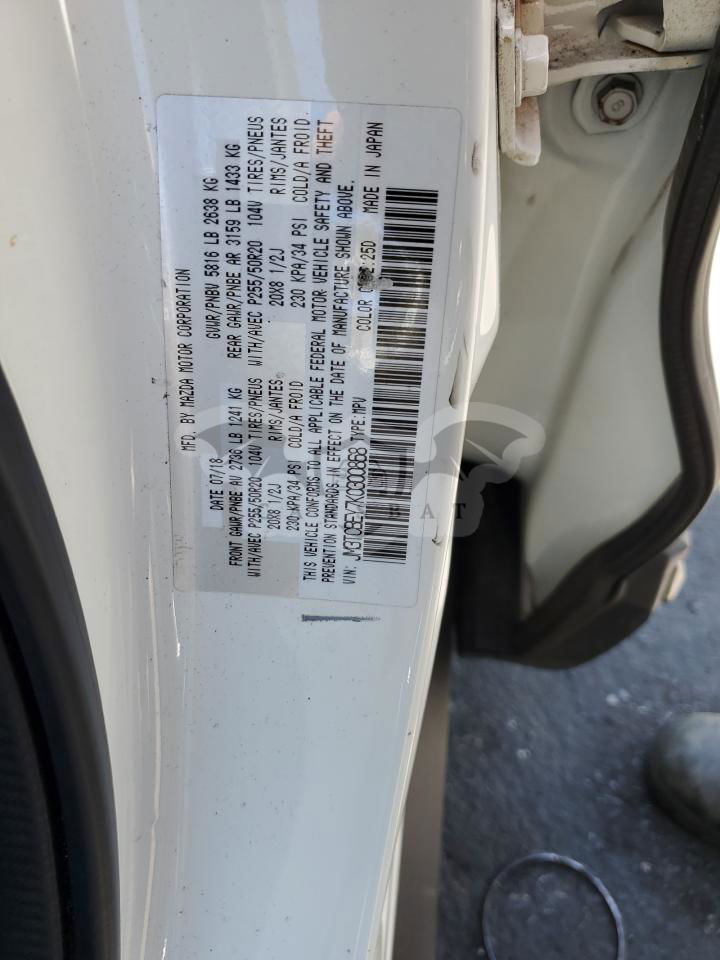 MFD. BY MAZDA MOTOR CORPORATION
DATE 07/18 GVWR/PNBV 5816 LB 2638 KG
FRONT GAWR/PNBE AV 2736 LB 1241 KG REAR GAWR/PNBE AR 3159 LB 1433 KG
WITH/AVEC P255/50R20 104V TIRES/PNEUS WITH/AVEC P255/50R20 104V TIRES/PNEUS
20X8 1/2J RIMS/JANTES 20X8 1/2J RIMS/JANTES
230 KPA/34 PSI COLD/A FROID 230 KPA/34 PSI COLD/A FROID
THIS VEHICLE CONFORMS TO ALL APPLICABLE FEDERAL MOTOR VEHICLE SAFETY AND THEFT
PREVENTION STANDARDS IN EFFECT ON THE DATE OF MANUFACTURE SHOWN ABOVE.
VIN: JM3TCBEY7K0300868 TYPE:MPV COLOR 25D MADE IN JAPAN
BAT
8